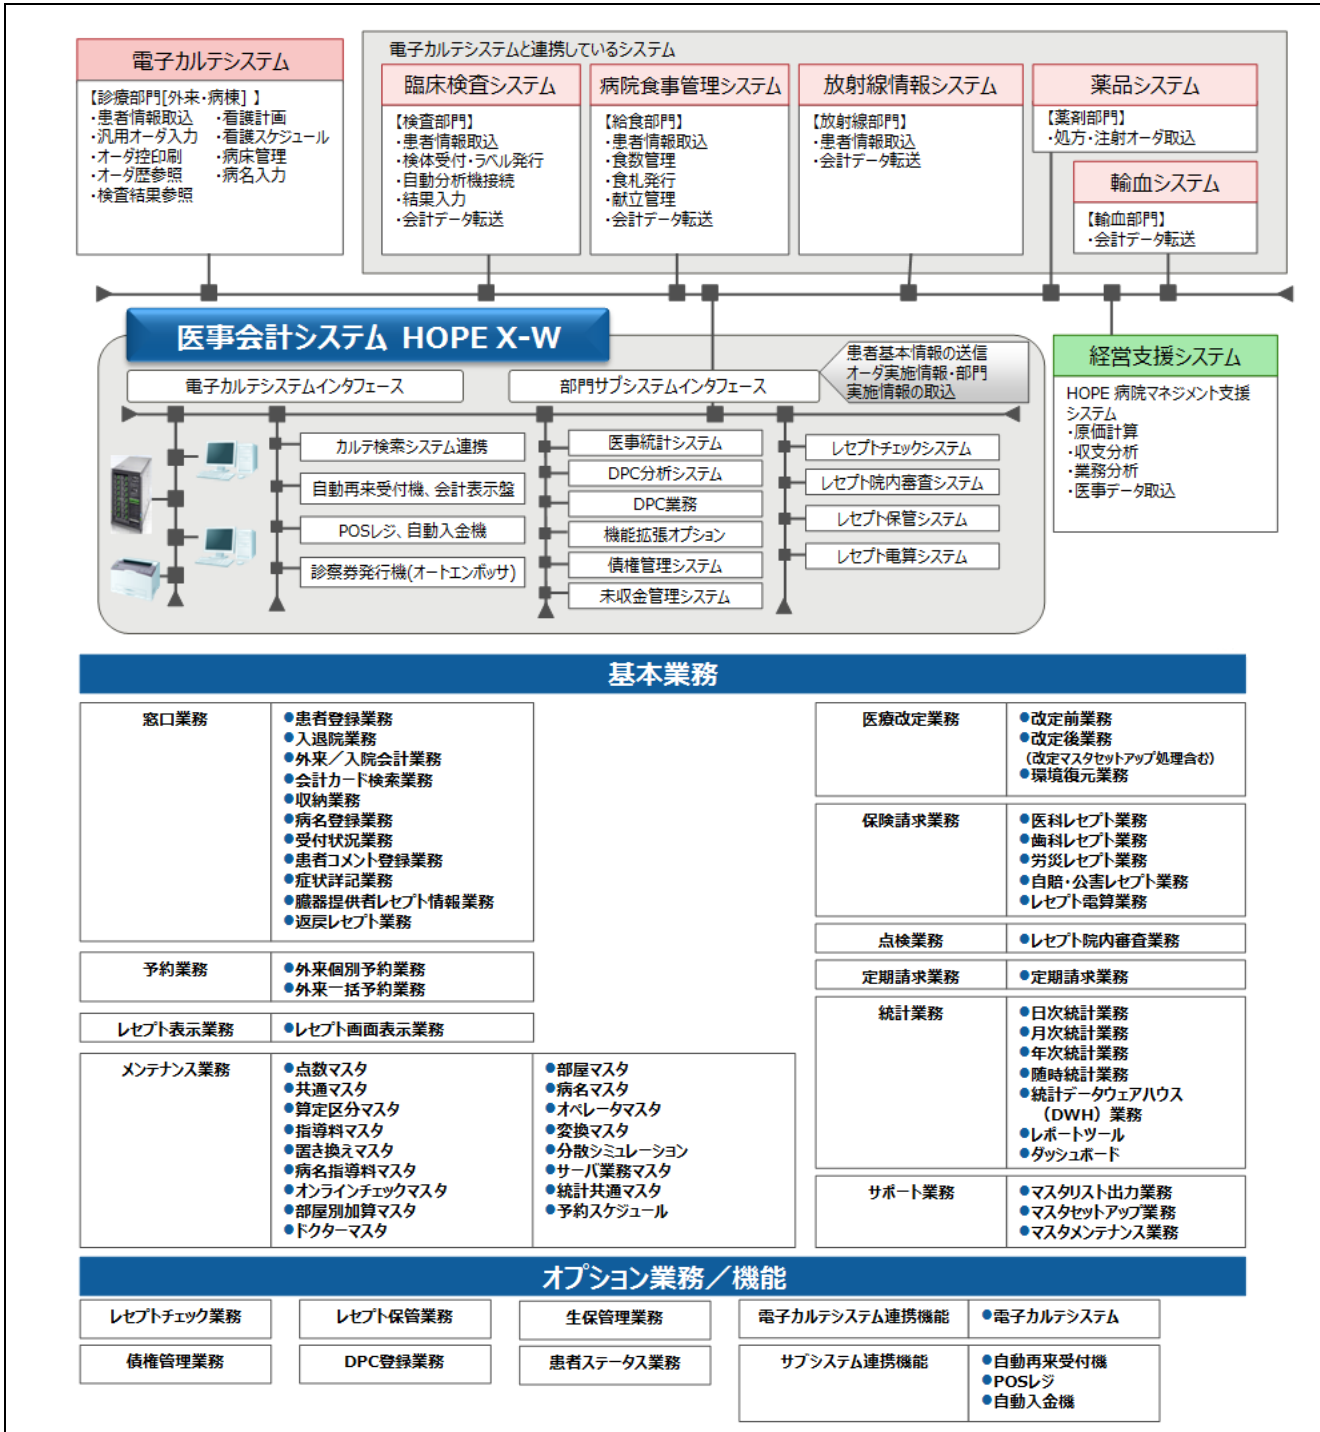 電子カルテシステム
【診療部門[外来・病棟] 】
・患者情報取込
・汎用オーダ入力
・オーダ控印刷
・オーダ歴参照
・検査結果参照
・看護計画
・看護スケジュール
・病床管理
・病名入力
電子カルテシステムと連携しているシステム
臨床検査システム
【検査部門】
・患者情報取込
・検体受付・ラベル発行
・自動分析機接続
・結果入力
・会計データ転送
病院食事管理システム
【給食部門】
・患者情報取込
・食数管理
・食札発行
・献立管理
・会計データ転送
放射線情報システム
【放射線部門】
・患者情報取込
・会計データ転送
薬品システム
【薬剤部門】
・処方・注射オーダ取込
輸血システム
【輸血部門】
・会計データ転送
医事会計システム HOPE X-W
電子カルテシステムインタフェース
部門サブシステムインタフェース
患者基本情報の送信
オーダ実施情報・部門
実施情報の取込
カルテ検索システム連携
自動再来受付機、会計表示盤
POSレジ、自動入金機
診察券発行機(オートエンボッサ)
医事統計システム
DPC分析システム
DPC業務
機能拡張オプション
債権管理システム
未収金管理システム
レセプトチェックシステム
レセプト院内審査システム
レセプト保管システム
レセプト電算システム
経営支援システム
HOPE 病院マネジメント支援
システム
・原価計算
・収支分析
・業務分析
・医事データ取込
基本業務
窓口業務
●患者登録業務
●入退院業務
●外来／入院会計業務
●会計カード検索業務
●収納業務
●病名登録業務
●受付状況業務
●患者コメント登録業務
●症状詳記業務
●臓器提供者レセプト情報業務
●返戻レセプト業務
予約業務
●外来個別予約業務
●外来一括予約業務
レセプト表示業務
●レセプト画面表示業務
メンテナンス業務
●点数マスタ
●共通マスタ
●算定区分マスタ
●指導料マスタ
●置き換えマスタ
●病名指導料マスタ
●オンラインチェックマスタ
●部屋別加算マスタ
●ドクターマスタ
●部屋マスタ
●病名マスタ
●オペレータマスタ
●変換マスタ
●分散シミュレーション
●サーバ業務マスタ
●統計共通マスタ
●予約スケジュール
医療改定業務
●改定前業務
●改定後業務
（改定マスタセットアップ処理含む）
●環境復元業務
保険請求業務
●医科レセプト業務
●歯科レセプト業務
●労災レセプト業務
●自賠・公害レセプト業務
●レセプト電算業務
点検業務
●レセプト院内審査業務
定期請求業務
●定期請求業務
統計業務
●日次統計業務
●月次統計業務
●年次統計業務
●随時統計業務
●統計データウェアハウス
（DWH）業務
●レポートツール
●ダッシュボード
サポート業務
●マスタリスト出力業務
●マスタセットアップ業務
●マスタメンテナンス業務
オプション業務／機能
レセプトチェック業務
レセプト保管業務
生保管理業務
電子カルテシステム連携機能
●電子カルテシステム
債権管理業務
DPC登録業務
患者ステータス業務
サブシステム連携機能
●自動再来受付機
●POSレジ
●自動入金機